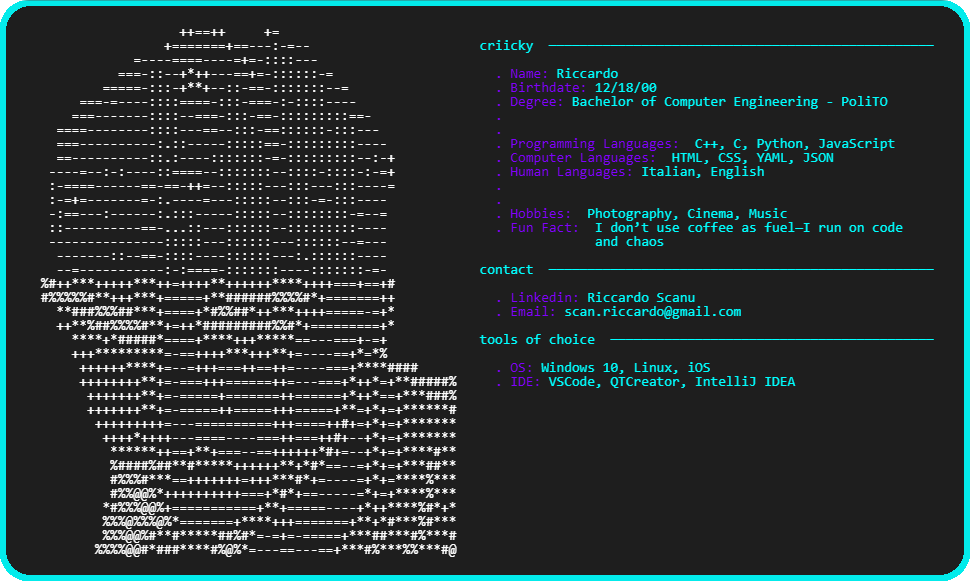 criicky
. Name: Riccardo
. Birthdate: 12/18/00
. Degree: Bachelor of Computer Engineering - PoliTO
.
.
. Programming Languages: C++, C, Python, JavaScript
. Computer Languages: HTML, CSS, YAML, JSON
. Human Languages: Italian, English
.
.
. Hobbies: Photography, Cinema, Music
. Fun Fact: I don’t use coffee as fuel—I run on code
and chaos
contact
. Linkedin: Riccardo Scanu
. Email: scan.riccardo@gmail.com
tools of choice
. OS: Windows 10, Linux, iOS
. IDE: VSCode, QTCreator, IntelliJ IDEA